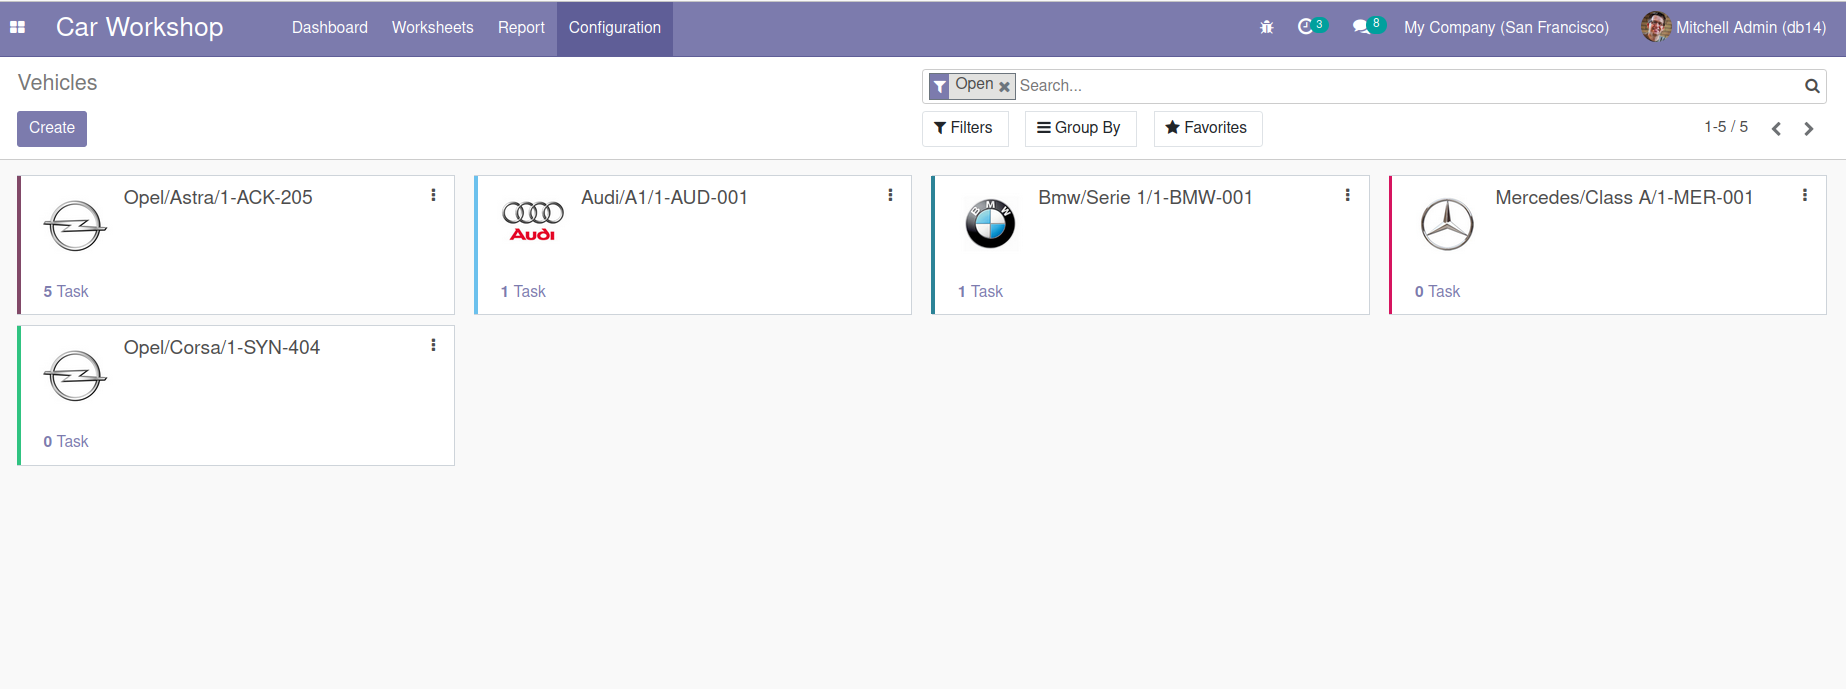 Car Workshop Dashboard Worksheets Report Configuration 3 8 My Company (San Francisco) Mitchell Admin (db14)
Vehicles
Open Search...
Create
Filters Group By Favorites 1-5 / 5
Opel/Astra/1-ACK-205
5 Task
Audi/A1/1-AUD-001
Audi
1 Task
Bmw/Serie 1/1-BMW-001
BMW
1 Task
Mercedes/Class A/1-MER-001
0 Task
Opel/Corsa/1-SYN-404
0 Task